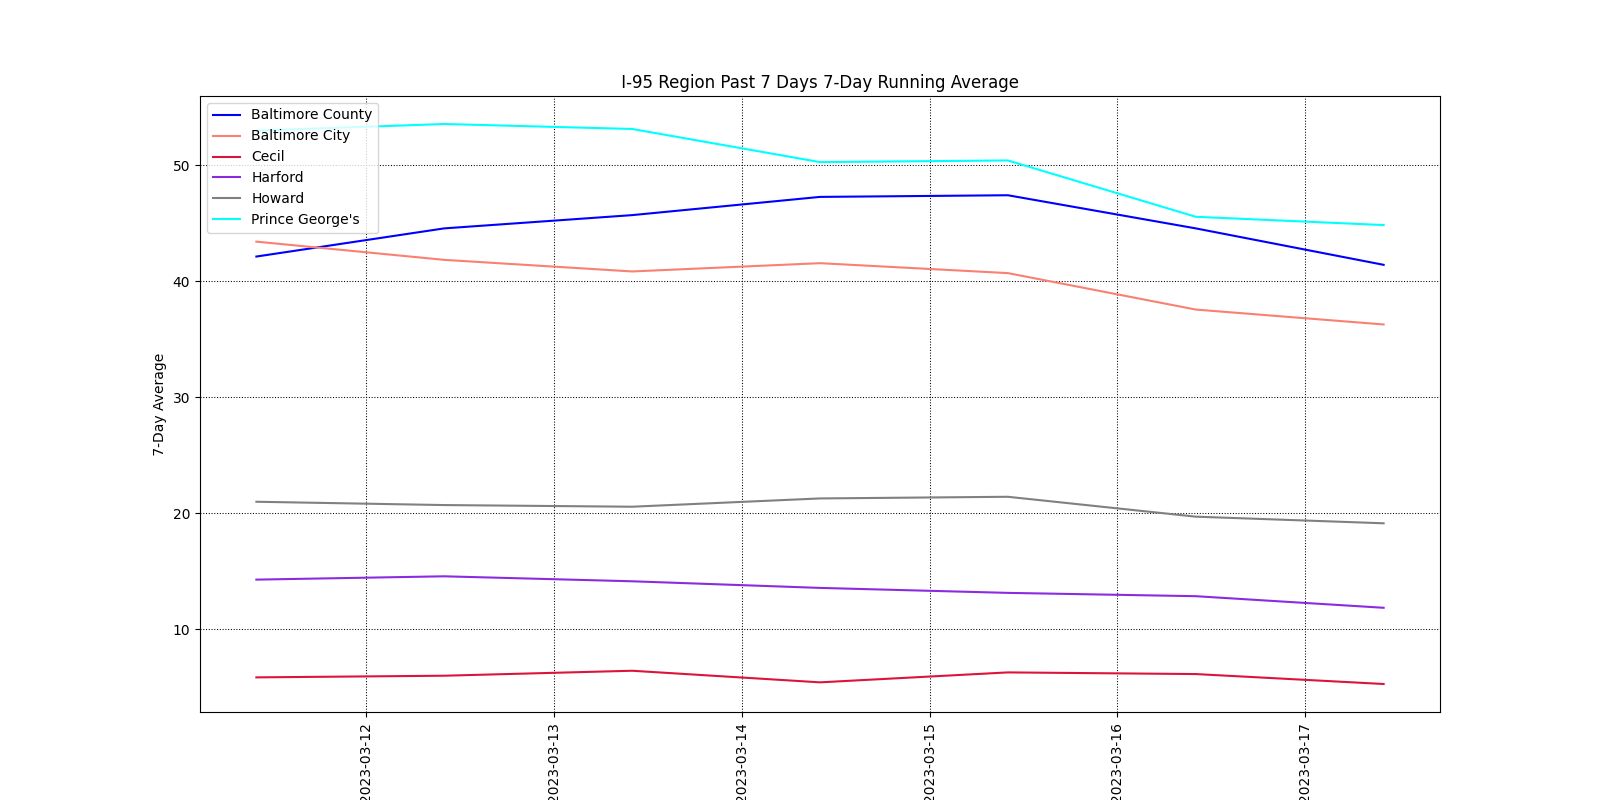 I-95 Region Past 7 Days 7-Day Running Average
Baltimore County
Baltimore City
Cecil
Harford
Howard
Prince George's
7-Day Average
50
40
30
20
10
2023-03-12
2023-03-13
2023-03-14
2023-03-15
2023-03-16
2023-03-17